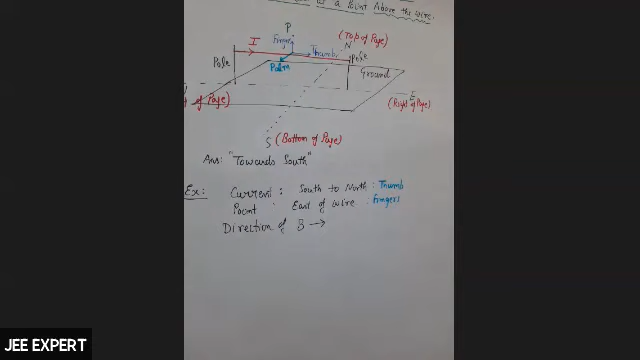 of a Point Above the Wire:
P
Fingers
N
(Top of Page)
I
Thumb
Pole
Pole
Palm
Ground
of Page)
E
(Right of Page)
S (Bottom of Page)
Ans: "Towards South"
Ex:
Current : South to North : Thumb
Point : East of wire : Fingers
Direction of B →
JEE EXPERT